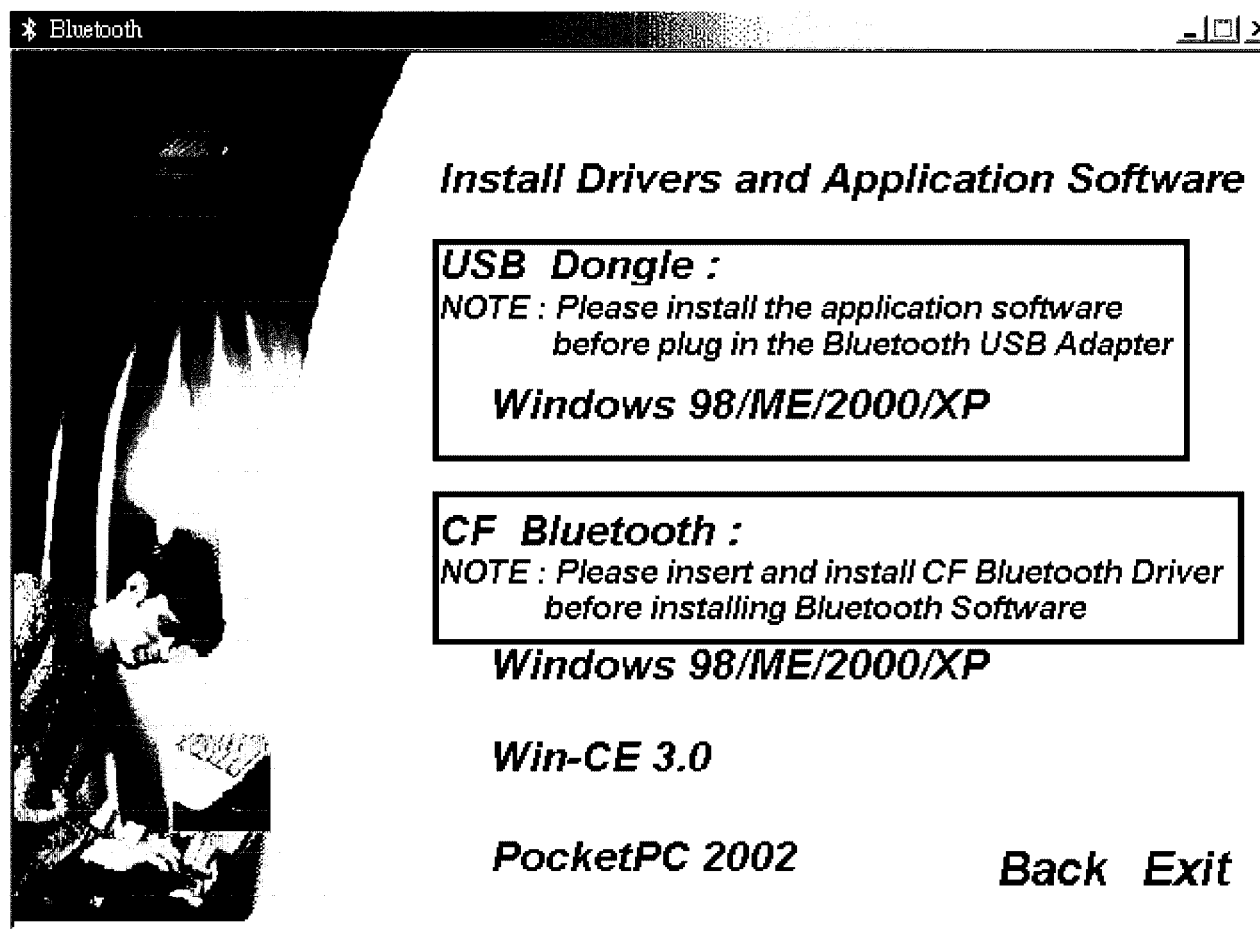 Bluetooth
Install Drivers and Application Software
USB Dongle :
NOTE : Please install the application software
before plug in the Bluetooth USB Adapter
Windows 98/ME/2000/XP
CF Bluetooth :
NOTE : Please insert and install CF Bluetooth Driver
before installing Bluetooth Software
Windows 98/ME/2000/XP
Win-CE 3.0
PocketPC 2002
Back Exit